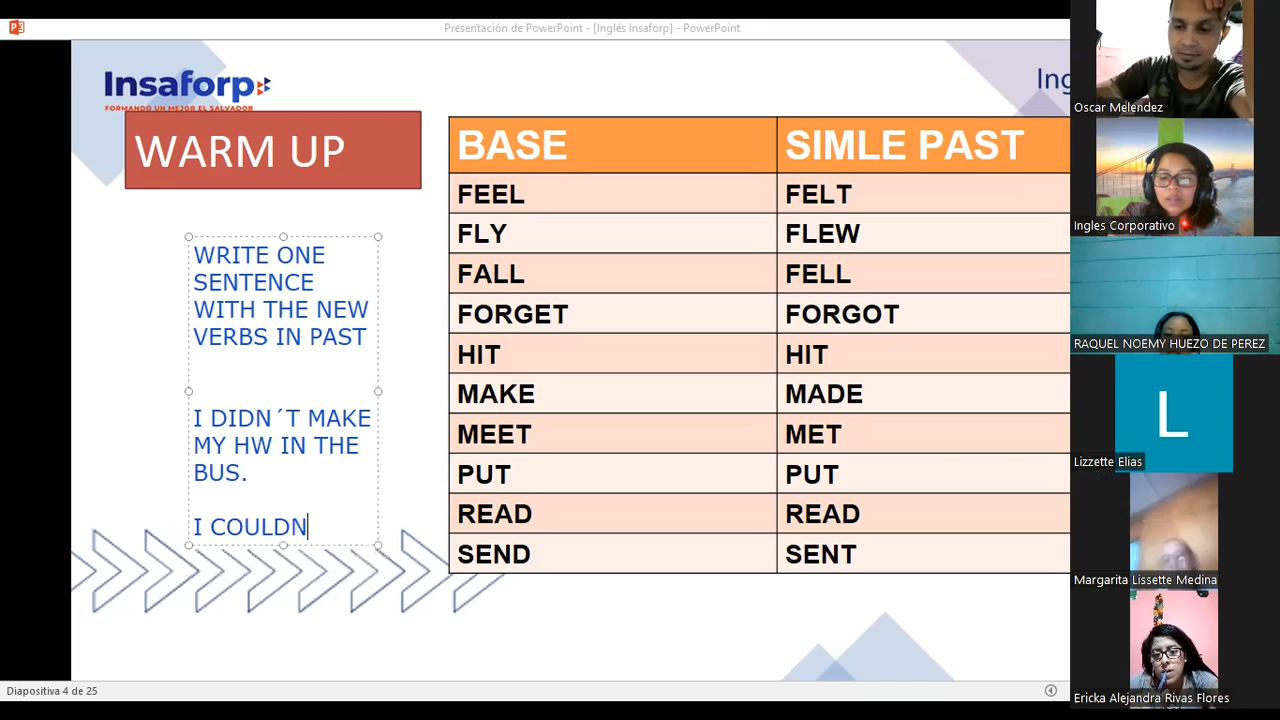 Presentación de PowerPoint - [Inglés Insaforp] - PowerPoint
Insaforp
FORMANDO UN MEJOR EL SALVADOR
Ing
WARM UP
BASE SIMLE PAST
FEEL FELT
FLY FLEW
FALL FELL
FORGET FORGOT
HIT HIT
MAKE MADE
MEET MET
PUT PUT
READ READ
SEND SENT
WRITE ONE
SENTENCE
WITH THE NEW
VERBS IN PAST
I DIDN´T MAKE
MY HW IN THE
BUS.
I COULDN
Diapositiva 4 de 25
Oscar Melendez
Ingles Corporativo
RAQUEL NOEMY HUEZO DE PEREZ
L
Lizzette Elias
Margarita Lissette Medina
Ericka Alejandra Rivas Flores